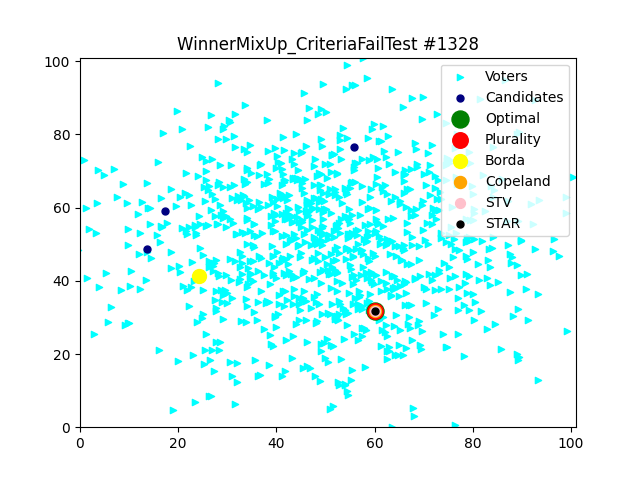 WinnerMixUp_CriteriaFailTest #1328
100
80
60
40
20
0
0
20
40
60
80
100
Voters
Candidates
Optimal
Plurality
Borda
Copeland
STV
STAR